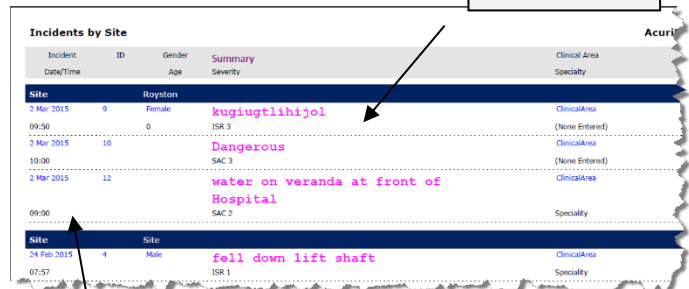 Incidents by Site Acuri
Incident ID Gender Summary Clinical Area
Date/Time Age Severity Specialty
Site Royston
2 Mar 2015 9 Female kugiugtlihijol ClinicalArea
09:50 0 ISR 3 (None Entered)
2 Mar 2015 10 Dangerous ClinicalArea
10:00 SAC 3 (None Entered)
2 Mar 2015 12 water on veranda at front of ClinicalArea
Hospital
09:00 SAC 2 Speciality
Site Site
24 Feb 2015 4 Male fell down lift shaft ClinicalArea
07:57 ISR 1 Speciality